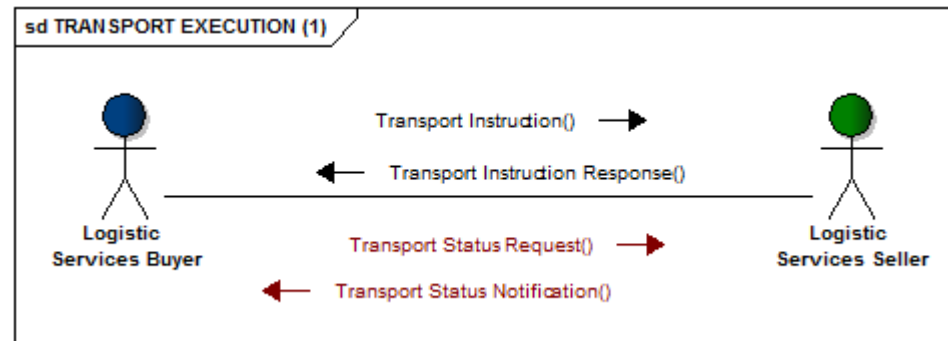 sd TRANSPORT EXECUTION (1)
Transport Instruction()
Transport Instruction Response()
Logistic
Services Buyer
Logistic
Services Seller
Transport Status Request()
Transport Status Notification()